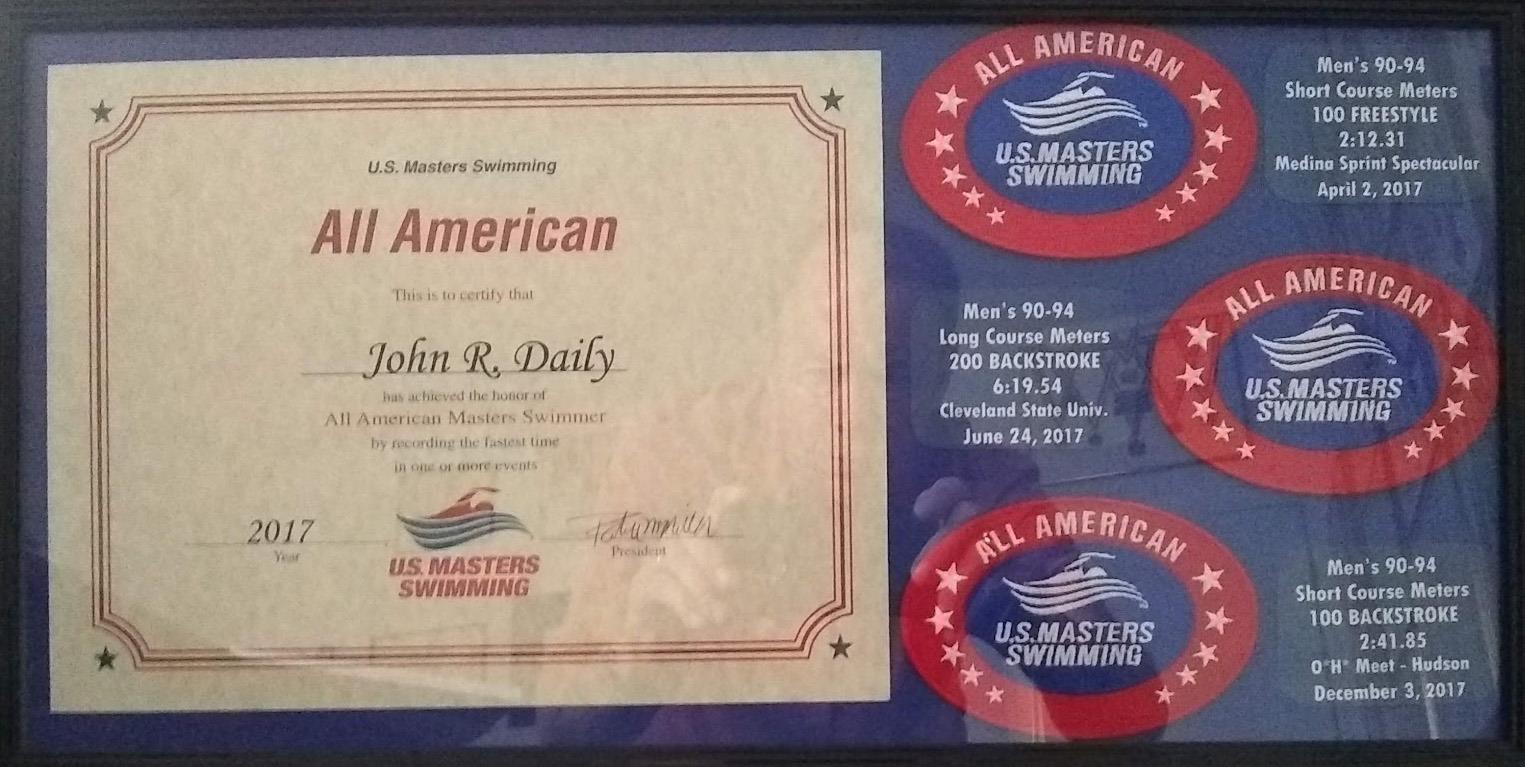 U.S. Masters Swimming
All American
This is to certify that
John R. Daily
has achieved the honor of
All American Masters Swimmer
by recording the fastest time
in one or more events
2017
Year
U.S. MASTERS
SWIMMING
President
ALL AMERICAN
U.S. MASTERS
SWIMMING
Men's 90-94
Short Course Meters
100 FREESTYLE
2:12.31
Medina Sprint Spectacular
April 2, 2017
Men's 90-94
Long Course Meters
200 BACKSTROKE
6:19.54
Cleveland State Univ.
June 24, 2017
ALL AMERICAN
U.S. MASTERS
SWIMMING
ALL AMERICAN
U.S. MASTERS
SWIMMING
Men's 90-94
Short Course Meters
100 BACKSTROKE
2:41.85
O*H* Meet - Hudson
December 3, 2017